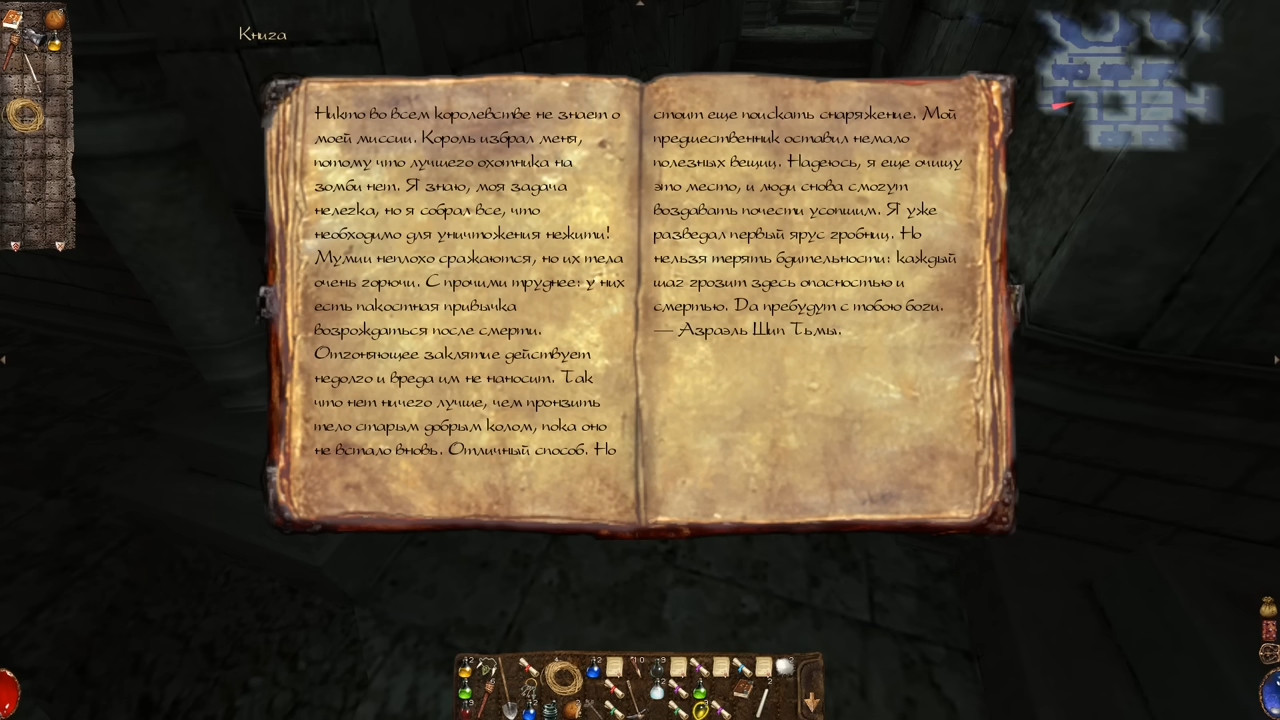 Книга
Никто во всем королевстве не знает о
моей миссии. Король избрал меня,
потому что лучшего охотника на
зомби нет. Я знаю, моя задача
нелегка, но я собрал все, что
необходимо для уничтожения нежити!
Мумии неплохо сражаются, но их тела
очень горючи. С прочими труднее: у них
есть пакостная привычка
возрождаться после смерти.
Отгоняющее заклятие действует
недолго и вреда им не наносит. Так
что нет ничего лучше, чем пронзить
тело старым добрым колом, пока оно
не встало вновь. Отличный способ. Но
стоит еще поискать снаряжение. Мой
предшественник оставил немало
полезных вещиц. Надеюсь, я еще очищу
это место, и люди снова смогут
воздавать почести усопшим. Я уже
разведал первый ярус гробниц. Но
нельзя терять бдительности: каждый
шаг грозит здесь опасностью и
смертью. Да пребудут с тобою боги.
— Азраэль Шип Тьмы.